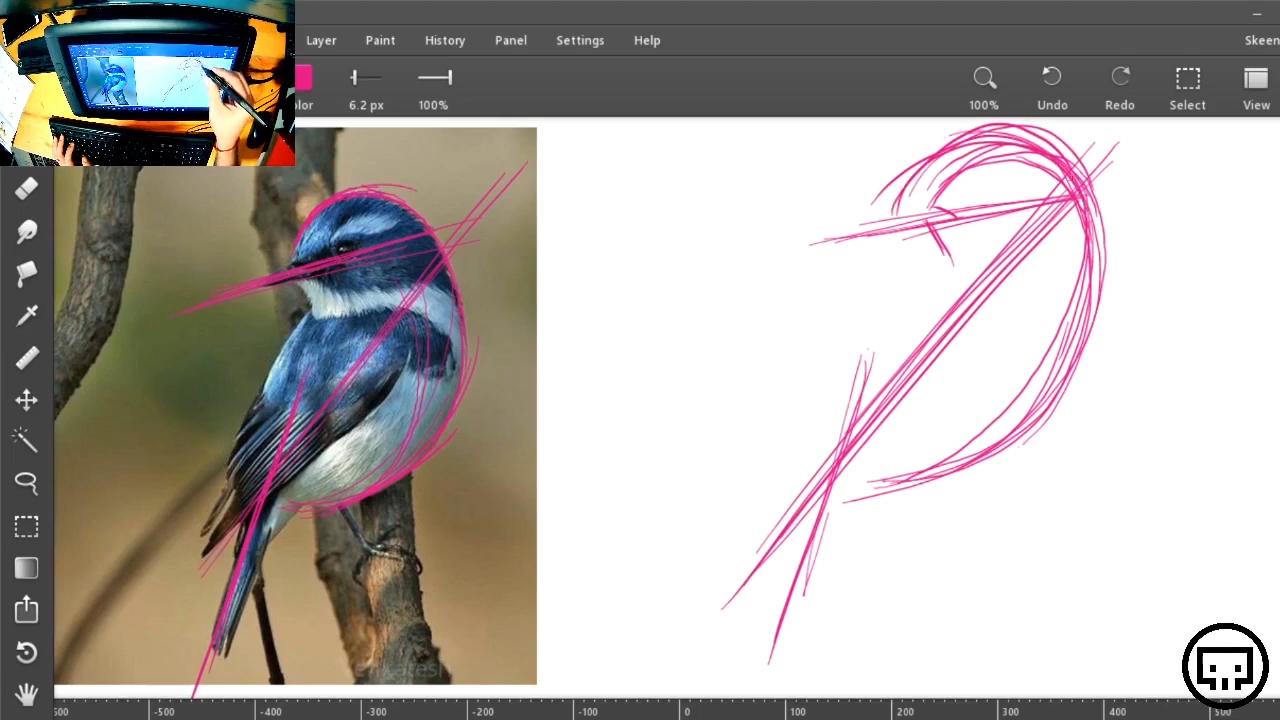 Layer Paint History Panel Settings Help Skeen
olor 6.2 px 100% 100% Undo Redo Select View
500 -500 -400 -300 -200 -100 0 100 200 300 400 500